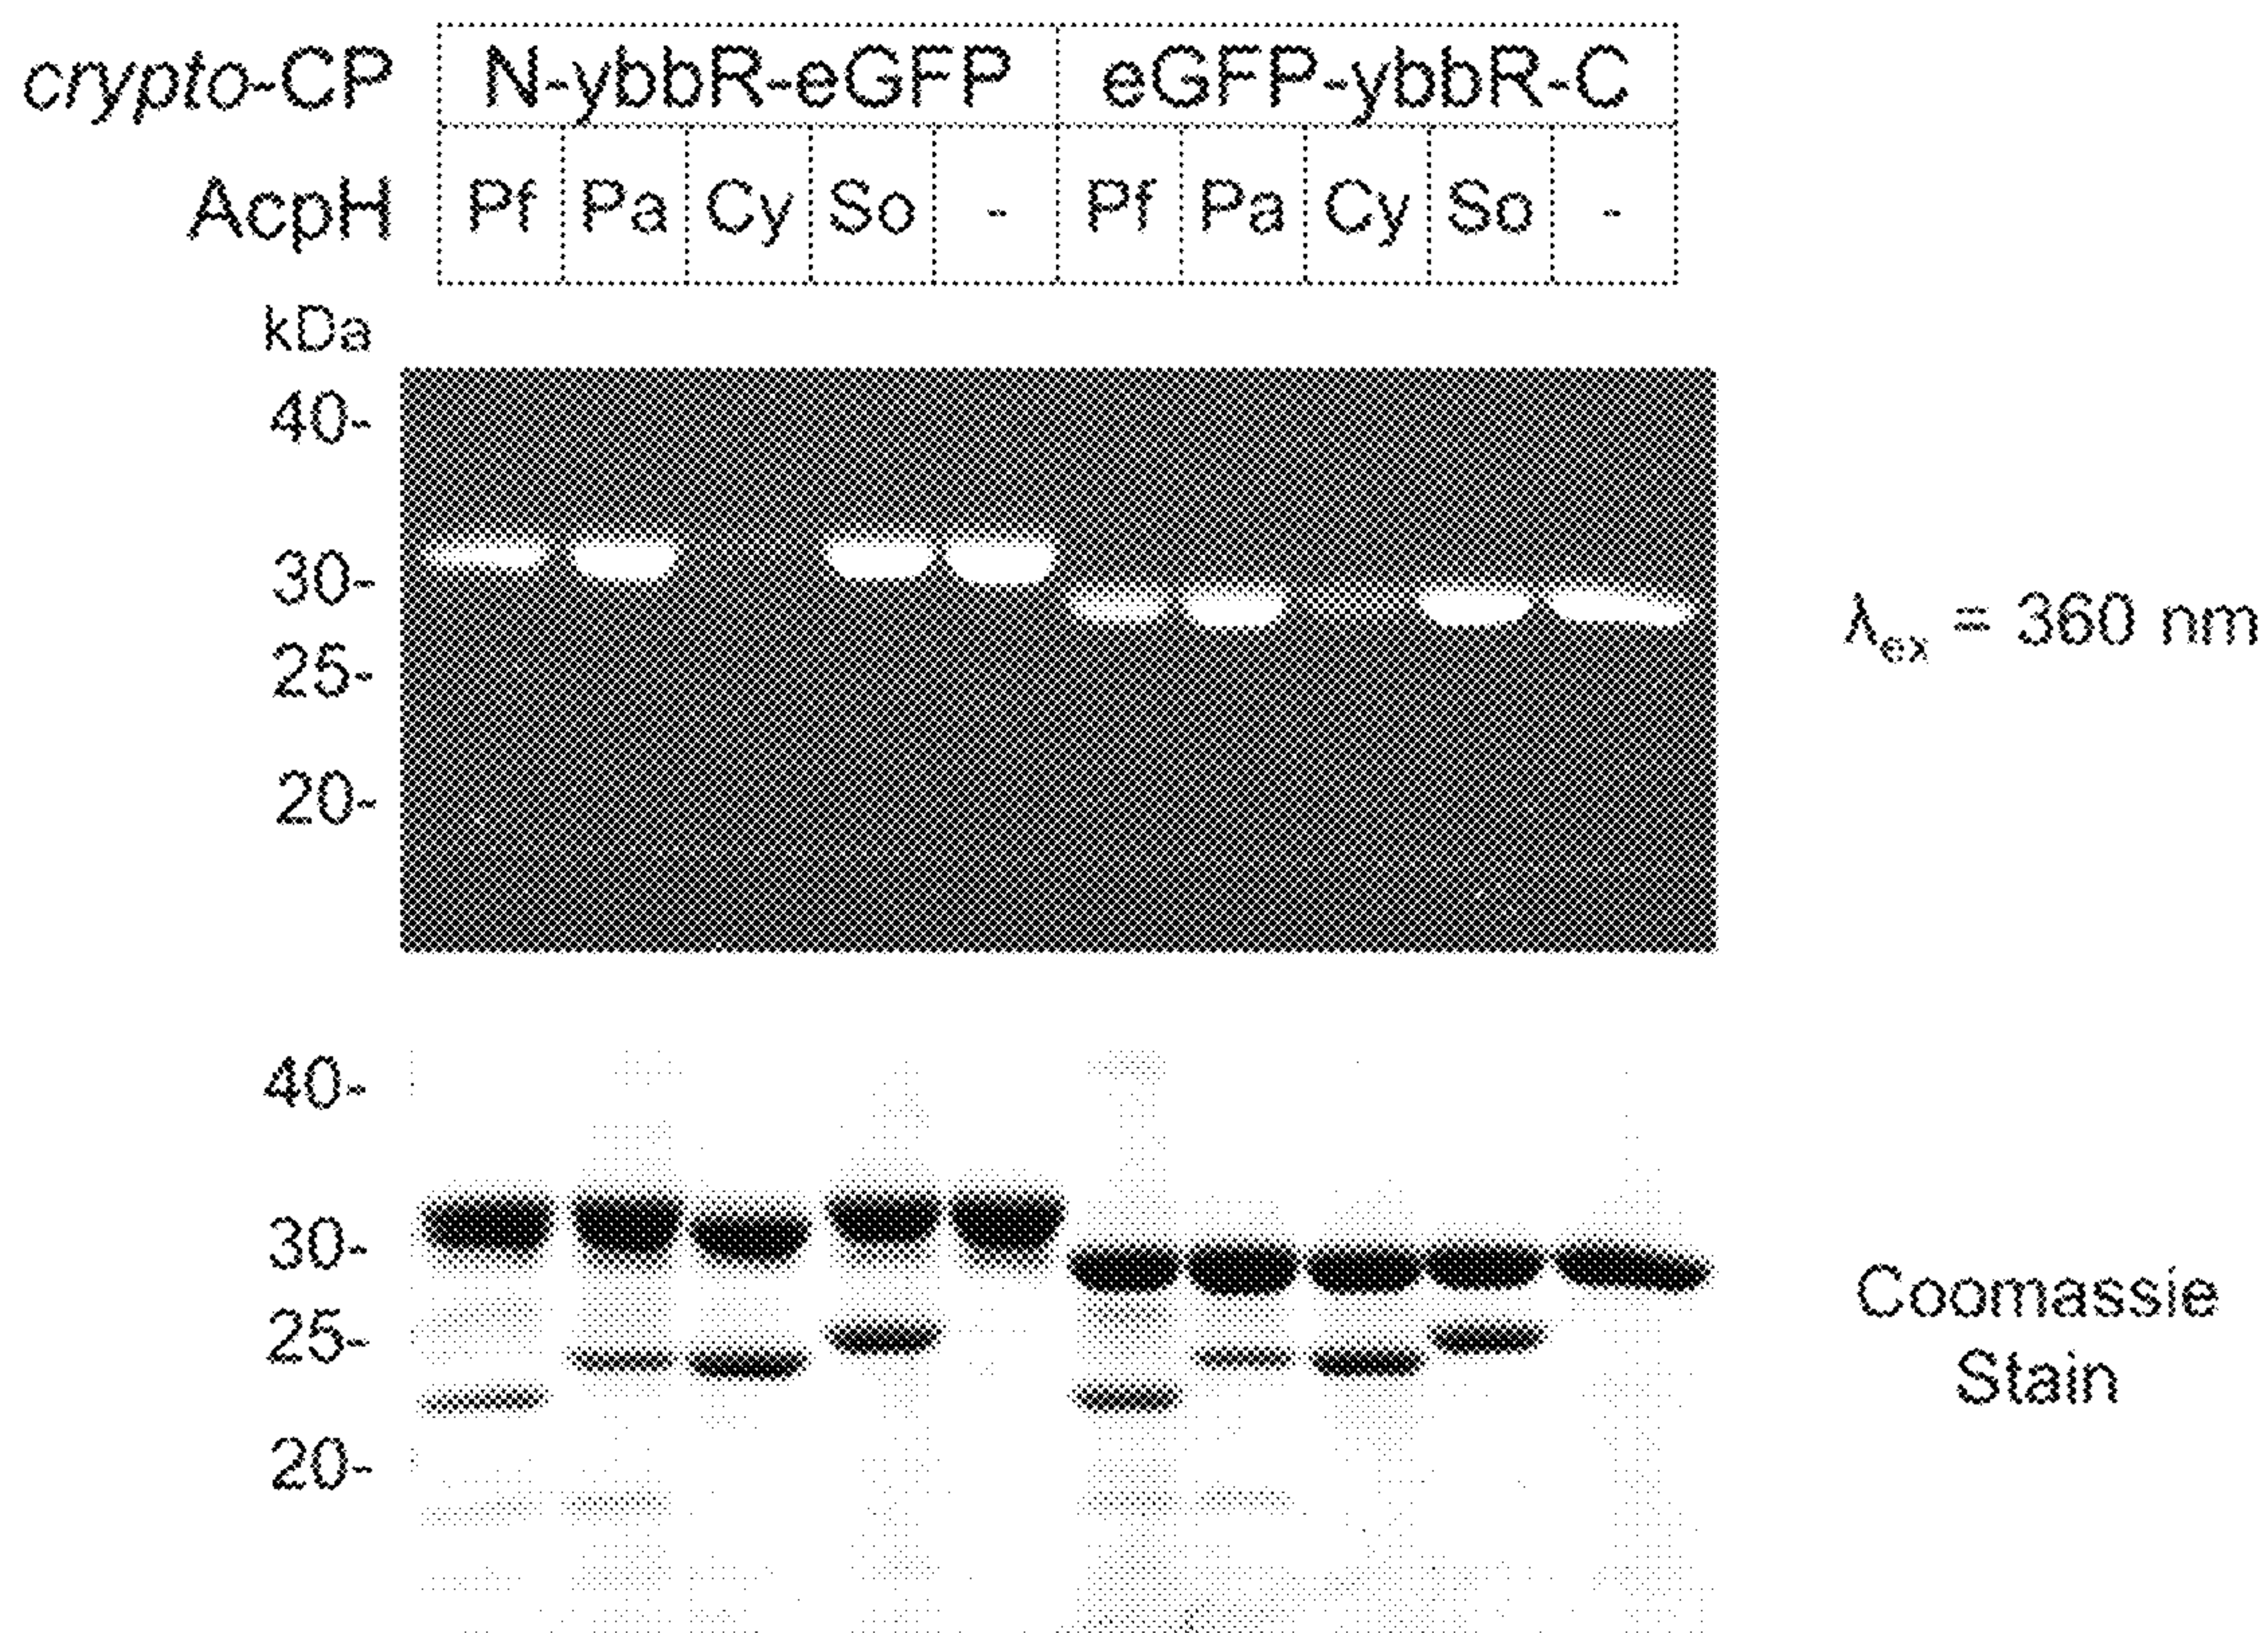 crypto-CP N-ybbR-eGFP eGFP-ybbR-C
AcpH Pf Pa Cy So - Pf Pa Cy So -
kDa
40-
30-
25-
20-
λex = 360 nm
40-
30-
25-
20-
Coomassie
Stain